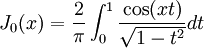 J_0(x) = \frac{2}{\pi} \int_0^1 \frac{\cos(xt)}{\sqrt{1-t^2}} dt